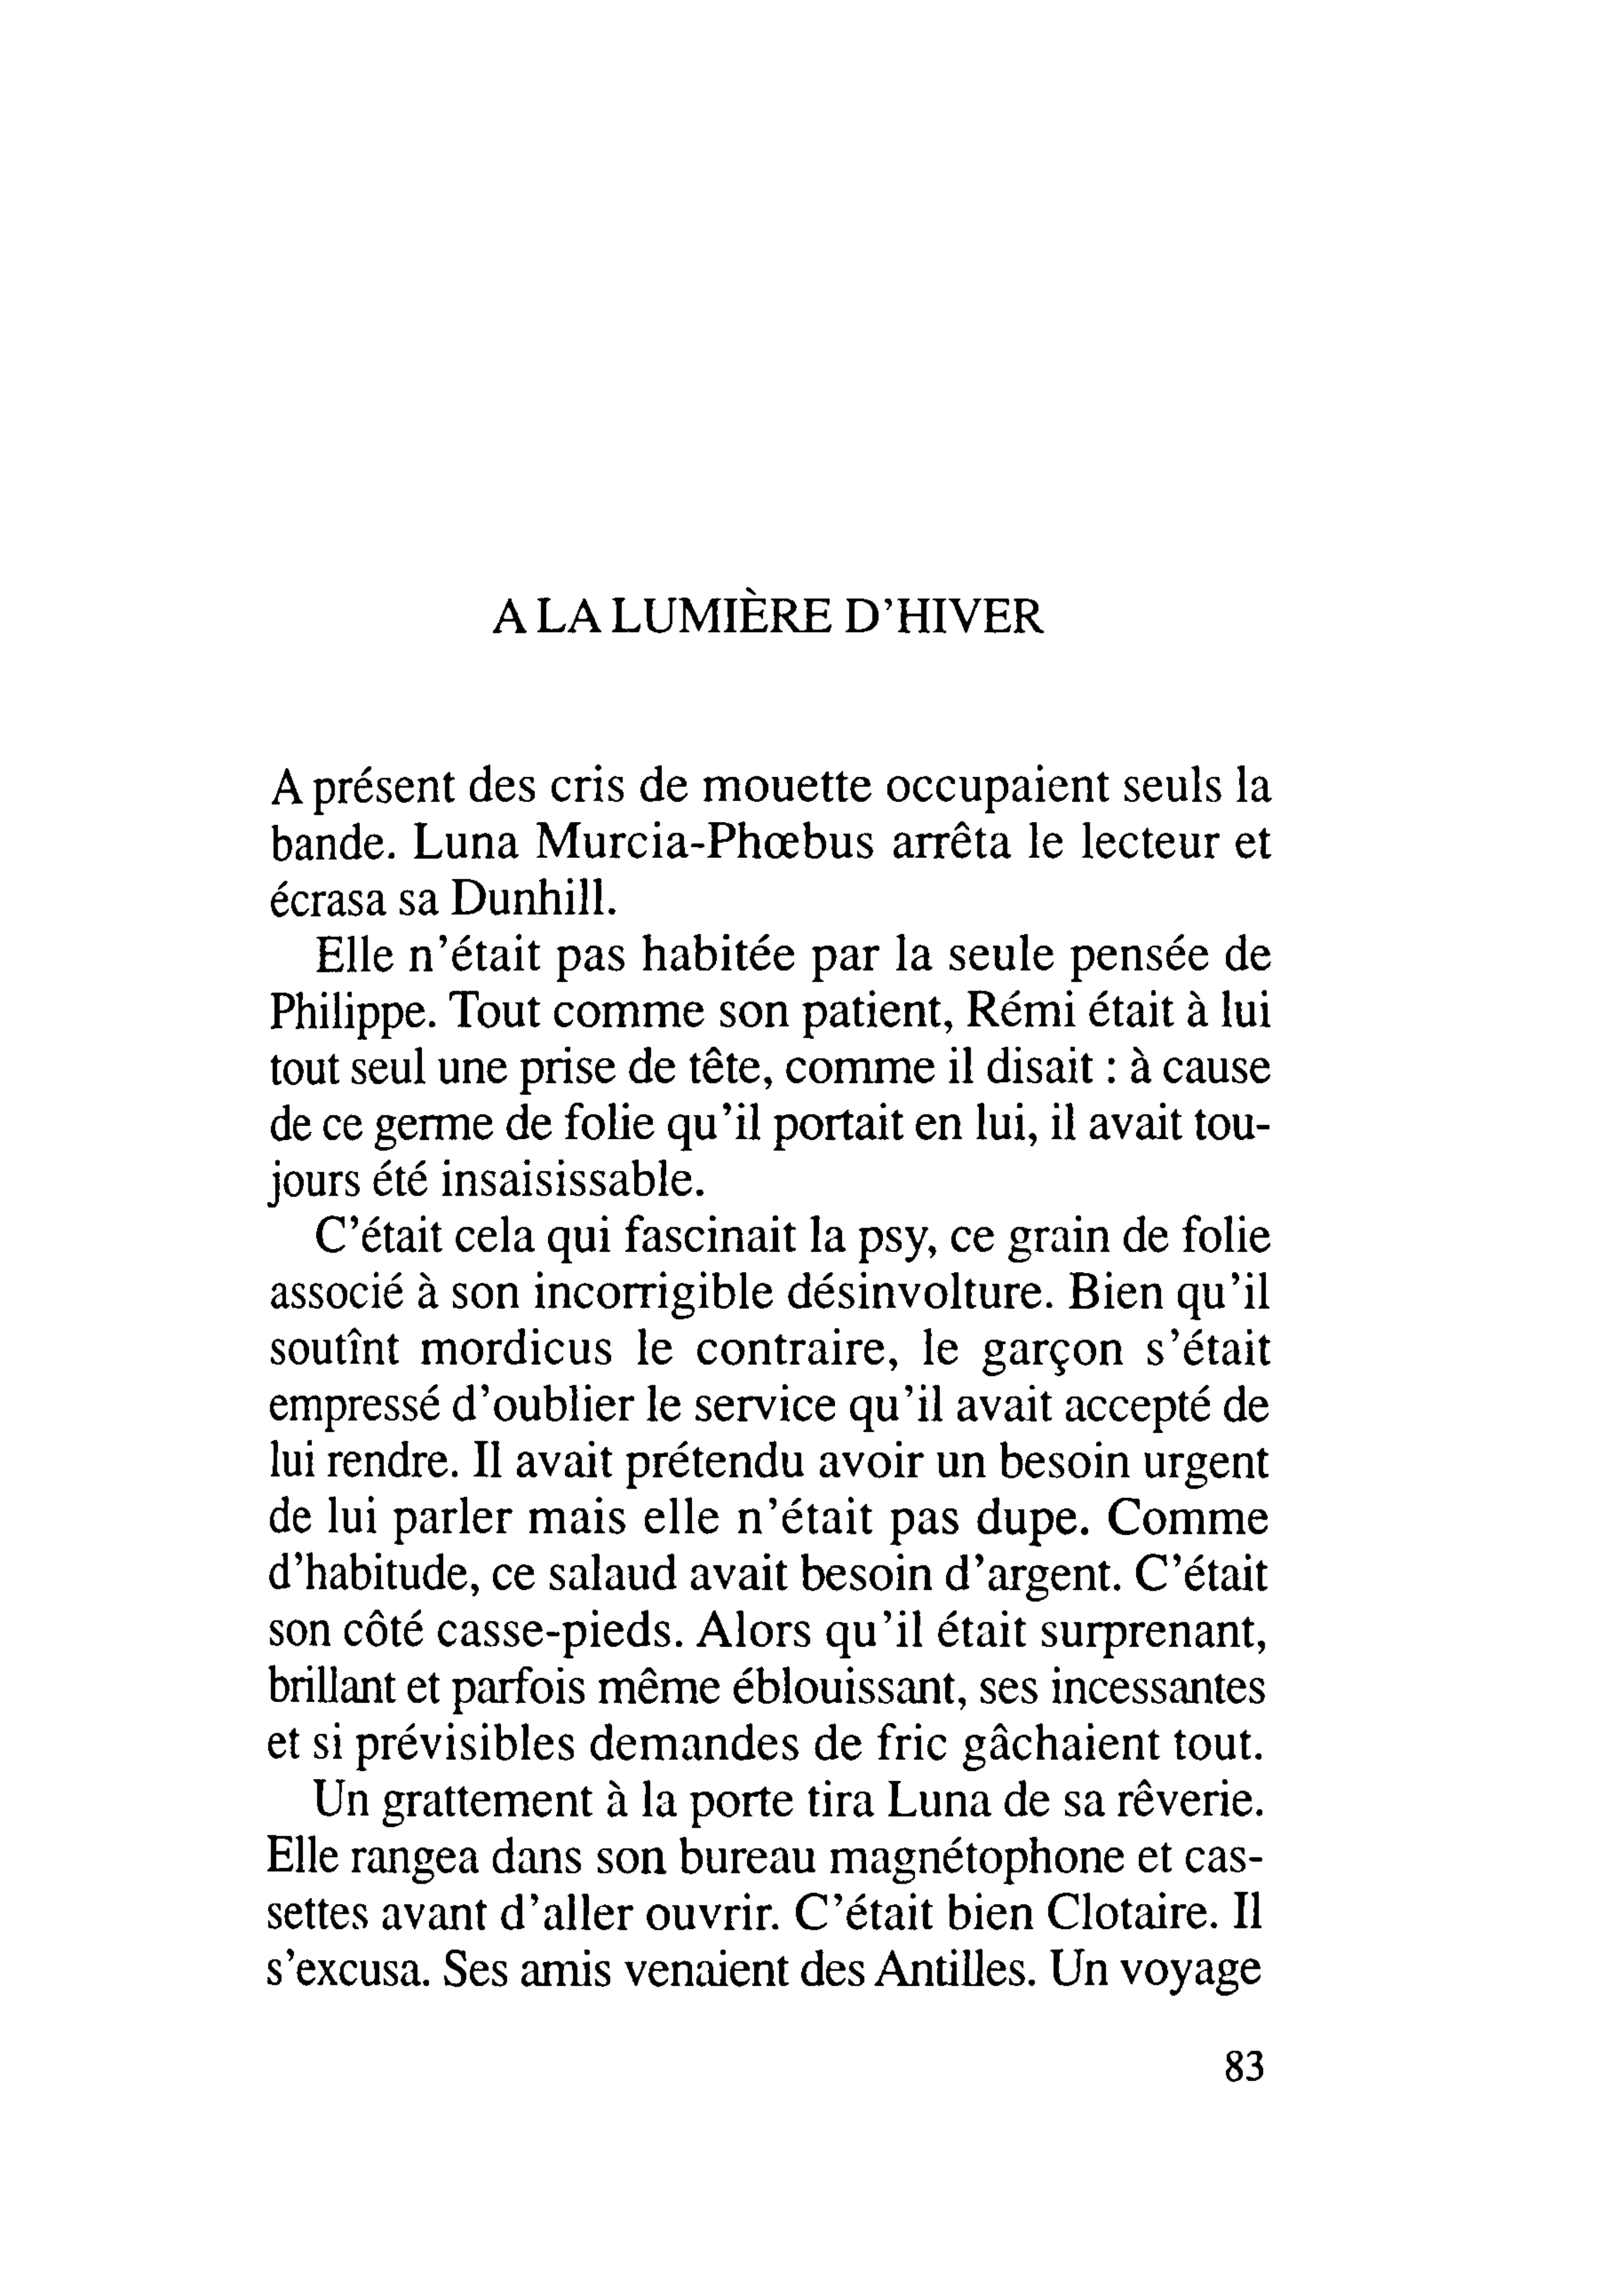 A LA LUMIÈRE D'HIVER
A présent des cris de mouette occupaient seuls la
bande. Luna Murcia-Phœbus arrêta le lecteur et
écrasa sa Dunhill.
Elle n'était pas habitée par la seule pensée de
Philippe. Tout comme son patient, Rémi était à lui
tout seul une prise de tête, comme il disait : à cause
de ce germe de folie qu'il portait en lui, il avait tou-
jours été insaisissable.
C'était cela qui fascinait la psy, ce grain de folie
associé à son incorrigible désinvolture. Bien qu'il
soutînt mordicus le contraire, le garçon s'était
empressé d'oublier le service qu'il avait accepté de
lui rendre. Il avait prétendu avoir un besoin urgent
de lui parler mais elle n'était pas dupe. Comme
d'habitude, ce salaud avait besoin d'argent. C'était
son côté casse-pieds. Alors qu'il était surprenant,
brillant et parfois même éblouissant, ses incessantes
et si prévisibles demandes de fric gâchaient tout.
Un grattement à la porte tira Luna de sa rêverie.
Elle rangea dans son bureau magnétophone et cas-
settes avant d'aller ouvrir. C'était bien Clotaire. Il
s'excusa. Ses amis venaient des Antilles. Un voyage
83